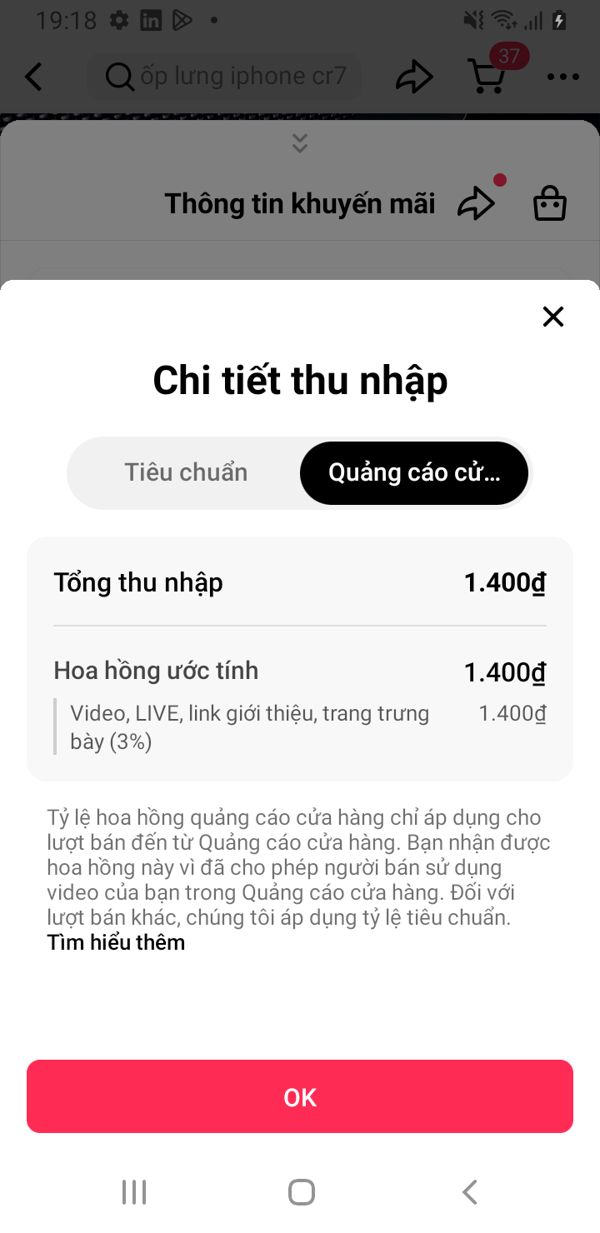 19:18
37
ốp lưng iphone cr7
Thông tin khuyến mãi
Chi tiết thu nhập
Tiêu chuẩn
Quảng cáo cử...
Tổng thu nhập 1.400₫
Hoa hồng ước tính 1.400₫
Video, LIVE, link giới thiệu, trang trưng 1.400₫
bày (3%)
Tỷ lệ hoa hồng quảng cáo cửa hàng chỉ áp dụng cho
lượt bán đến từ Quảng cáo cửa hàng. Bạn nhận được
hoa hồng này vì đã cho phép người bán sử dụng
video của bạn trong Quảng cáo cửa hàng. Đối với
lượt bán khác, chúng tôi áp dụng tỷ lệ tiêu chuẩn.
Tìm hiểu thêm
OK